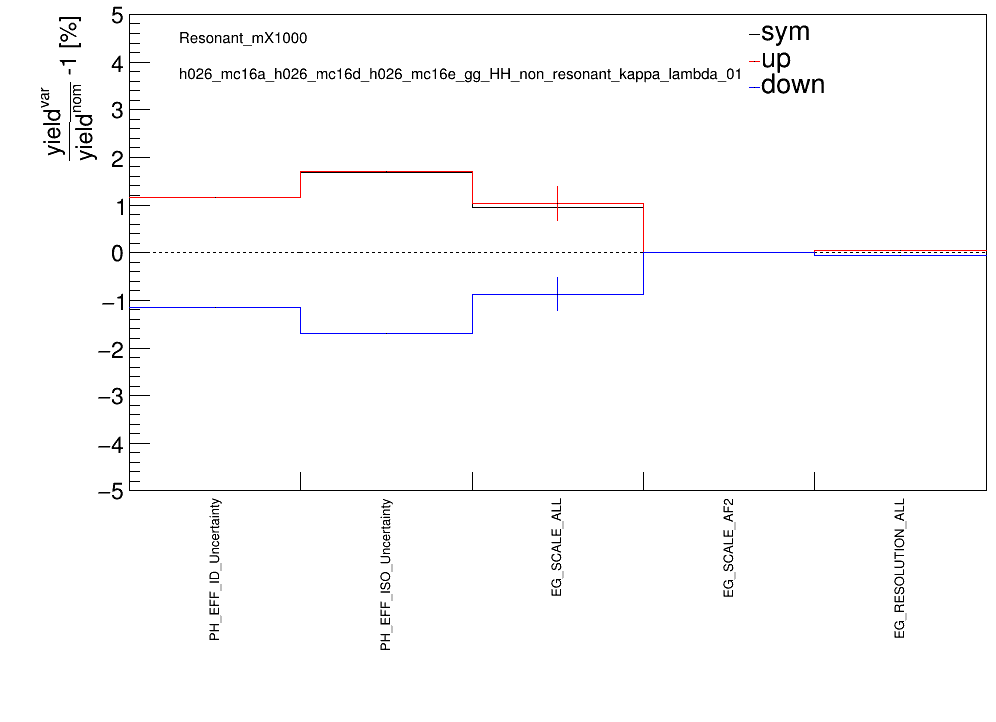 yield^var
yield^nom -1 [%]
Resonant_mX1000
h026_mc16a_h026_mc16d_h026_mc16e_gg_HH_non_resonant_kappa_lambda_01
sym
up
down
5
4
3
2
1
0
−1
−2
−3
−4
−5
PH_EFF_ID_Uncertainty
PH_EFF_ISO_Uncertainty
EG_SCALE_ALL
EG_SCALE_AF2
EG_RESOLUTION_ALL